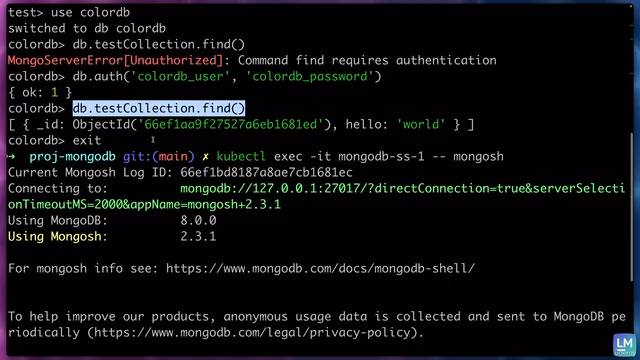 test> use colordb
switched to db colordb
colordb> db.testCollection.find()
MongoServerError[Unauthorized]: Command find requires authentication
colordb> db.auth('colordb_user', 'colordb_password')
{ ok: 1 }
colordb> db.testCollection.find()
[ { _id: ObjectId('66ef1aa9f27527a6eb1681ed'), hello: 'world' } ]
colordb> exit
→ proj-mongodb git:(main) ✗ kubectl exec -it mongodb-ss-1 -- mongosh
Current Mongosh Log ID: 66ef1bd8187a8ae7cb1681ec
Connecting to: mongodb://127.0.0.1:27017/?directConnection=true&serverSelecti
onTimeoutMS=2000&appName=mongosh+2.3.1
Using MongoDB: 8.0.0
Using Mongosh: 2.3.1
For mongosh info see: https://www.mongodb.com/docs/mongodb-shell/
To help improve our products, anonymous usage data is collected and sent to MongoDB pe
riodically (https://www.mongodb.com/legal/privacy-policy).
LM